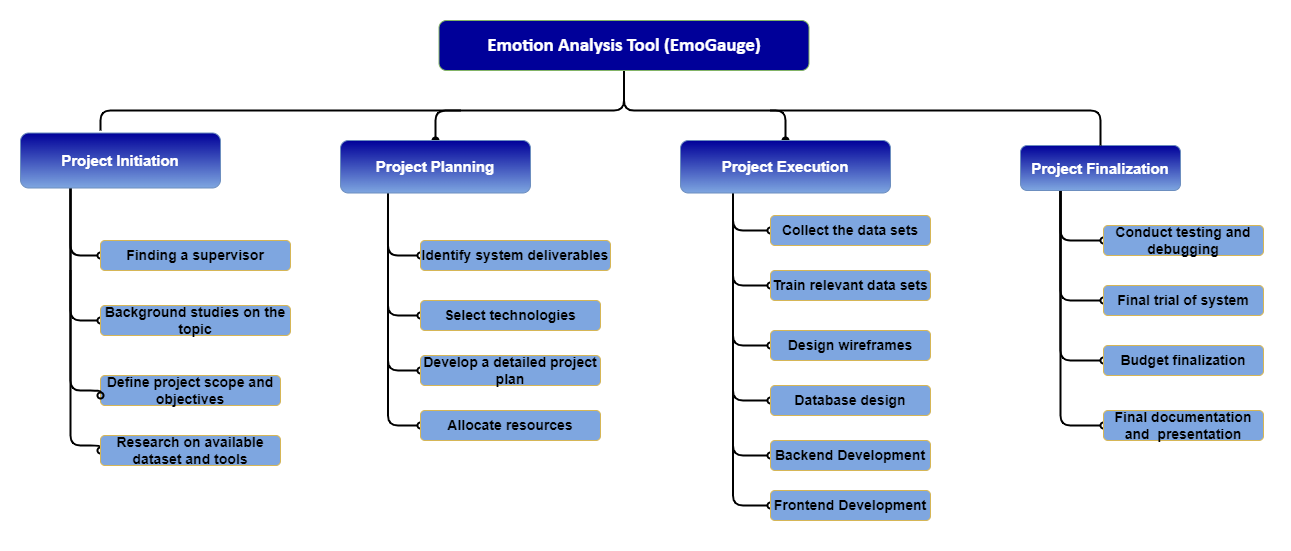 Emotion Analysis Tool (EmoGauge)
Project Initiation
Finding a supervisor
Background studies on the
topic
Define project scope and
objectives
Research on available
dataset and tools
Project Planning
Identify system deliverables
Select technologies
Develop a detailed project
plan
Allocate resources
Project Execution
Collect the data sets
Train relevant data sets
Design wireframes
Database design
Backend Development
Frontend Development
Project Finalization
Conduct testing and
debugging
Final trial of system
Budget finalization
Final documentation
and  presentation